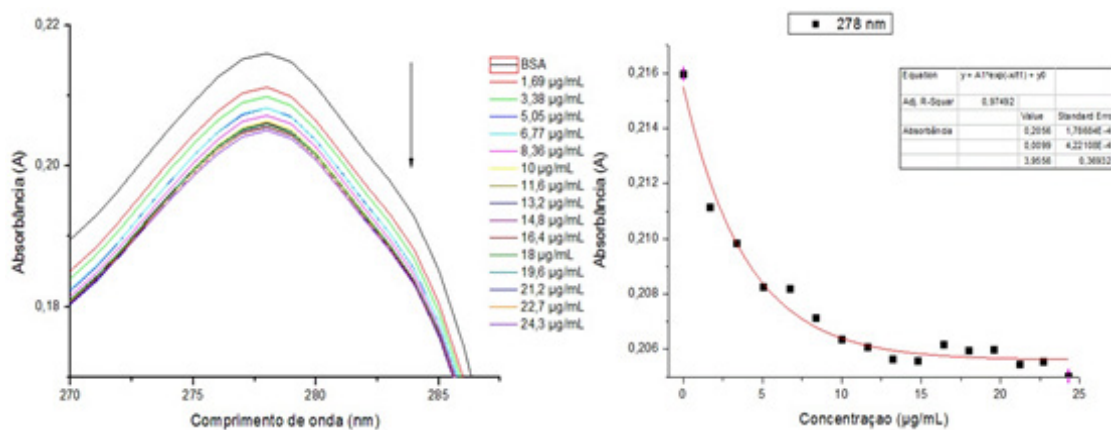 0,22
0,20
0,18
Absorbância (A)
270
275
280
285
Comprimento de onda (nm)
BSA
1,69 µg/mL
3,38 µg/mL
5,05 µg/mL
6,77 µg/mL
8,36 µg/mL
10 µg/mL
11,6 µg/mL
13,2 µg/mL
14,8 µg/mL
16,4 µg/mL
18 µg/mL
19,6 µg/mL
21,2 µg/mL
22,7 µg/mL
24,3 µg/mL
278 nm
0,216
0,214
0,212
0,210
0,208
0,206
Absorbância (A)
0
5
10
15
20
25
Concentraçao (µg/mL)
Equation
Adj. R-Squar 0,97492
Value Standard Erro
Absorbância 0,2056
0,0099
3,9556 0,36932